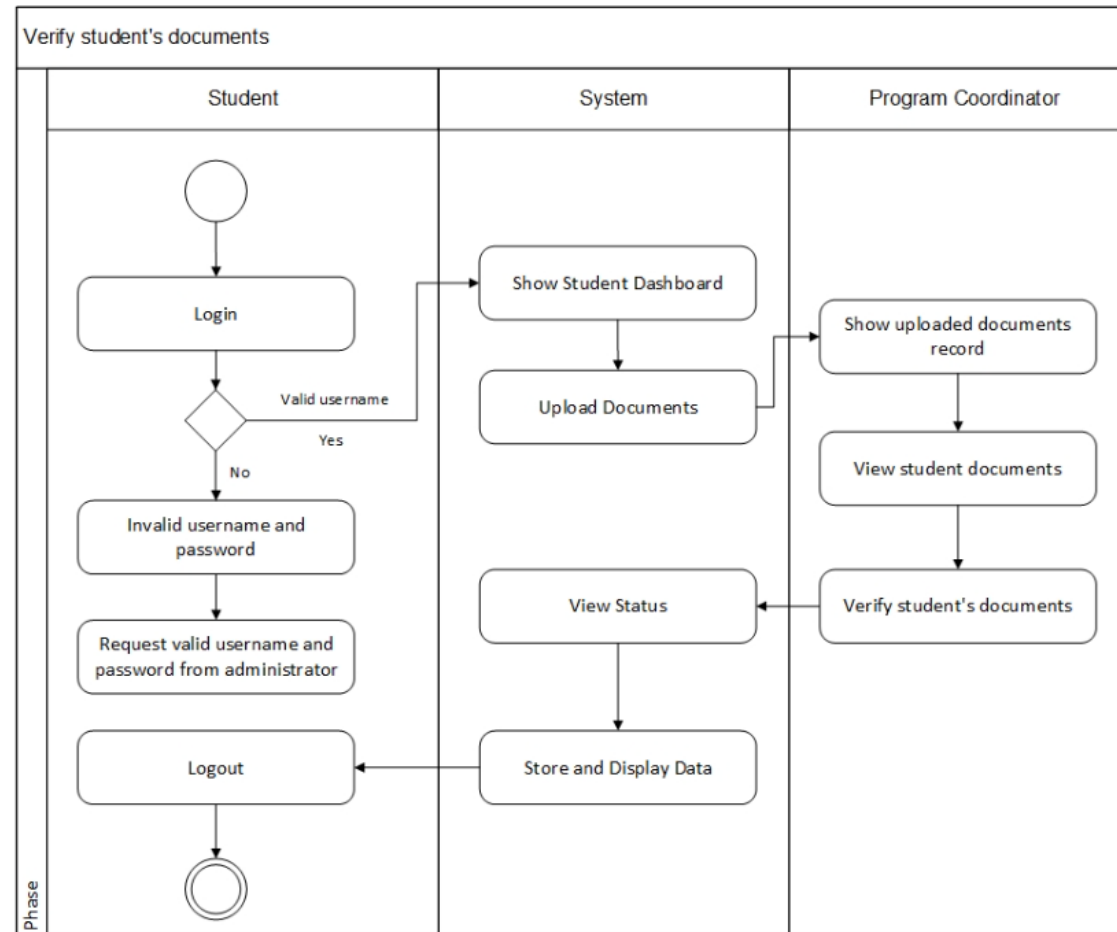 Verify student's documents
Student
System
Program Coordinator
Show Student Dashboard
Login
Show uploaded documents
record
Valid username
Upload Documents
Yes
View student documents
No
Invalid username and
password
View Status
Verify student's documents
Request valid username and
password from administrator
Logout
Store and Display Data
Phase